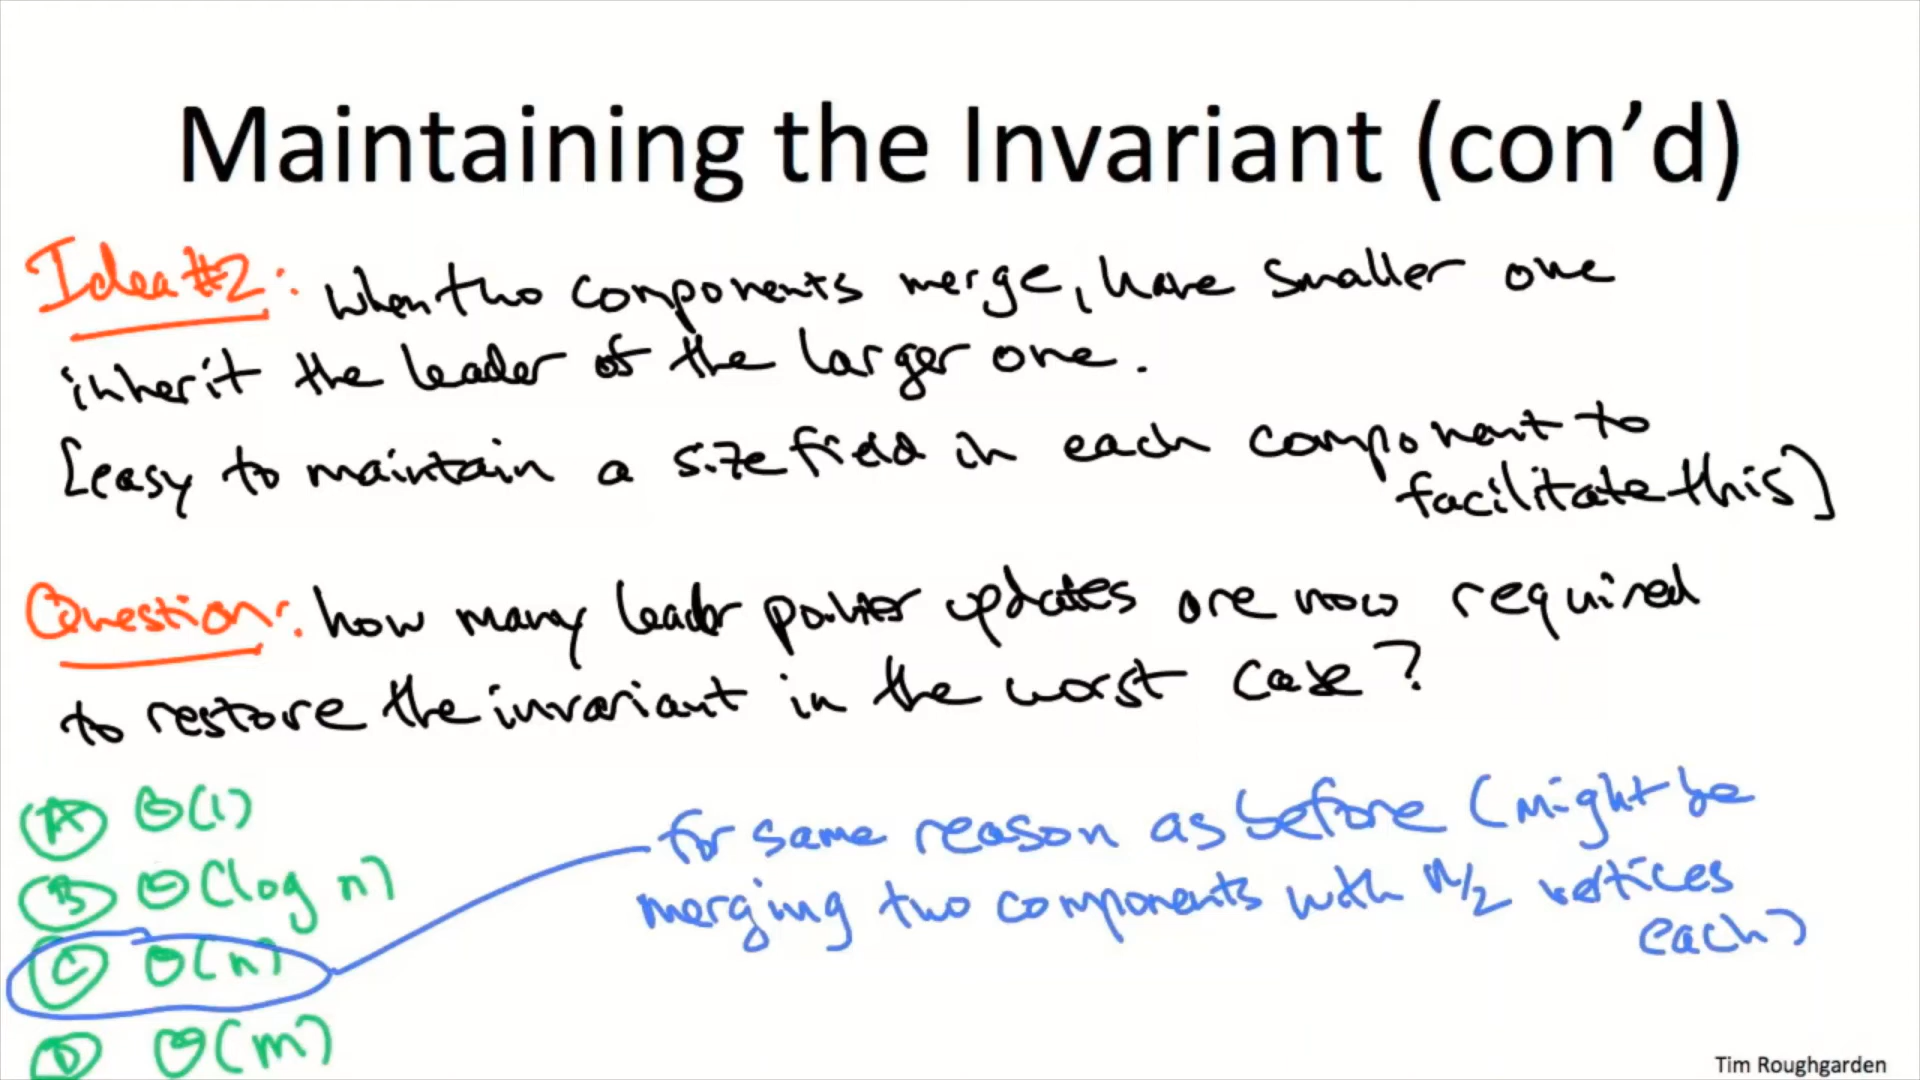 Maintaining the Invariant (con’d)
Idea #2: When two components merge, have smaller one
inherit the leader of the larger one.
[easy to maintain a size field in each component to
facilitate this]
Question: how many leader pointer updates are now required
to restore the invariant in the worst case?
A Θ(1)
B Θ(log n)
C Θ(n)
D Θ(m)
for same reason as before (might be
merging two components with n/2 vertices
each)
Tim Roughgarden